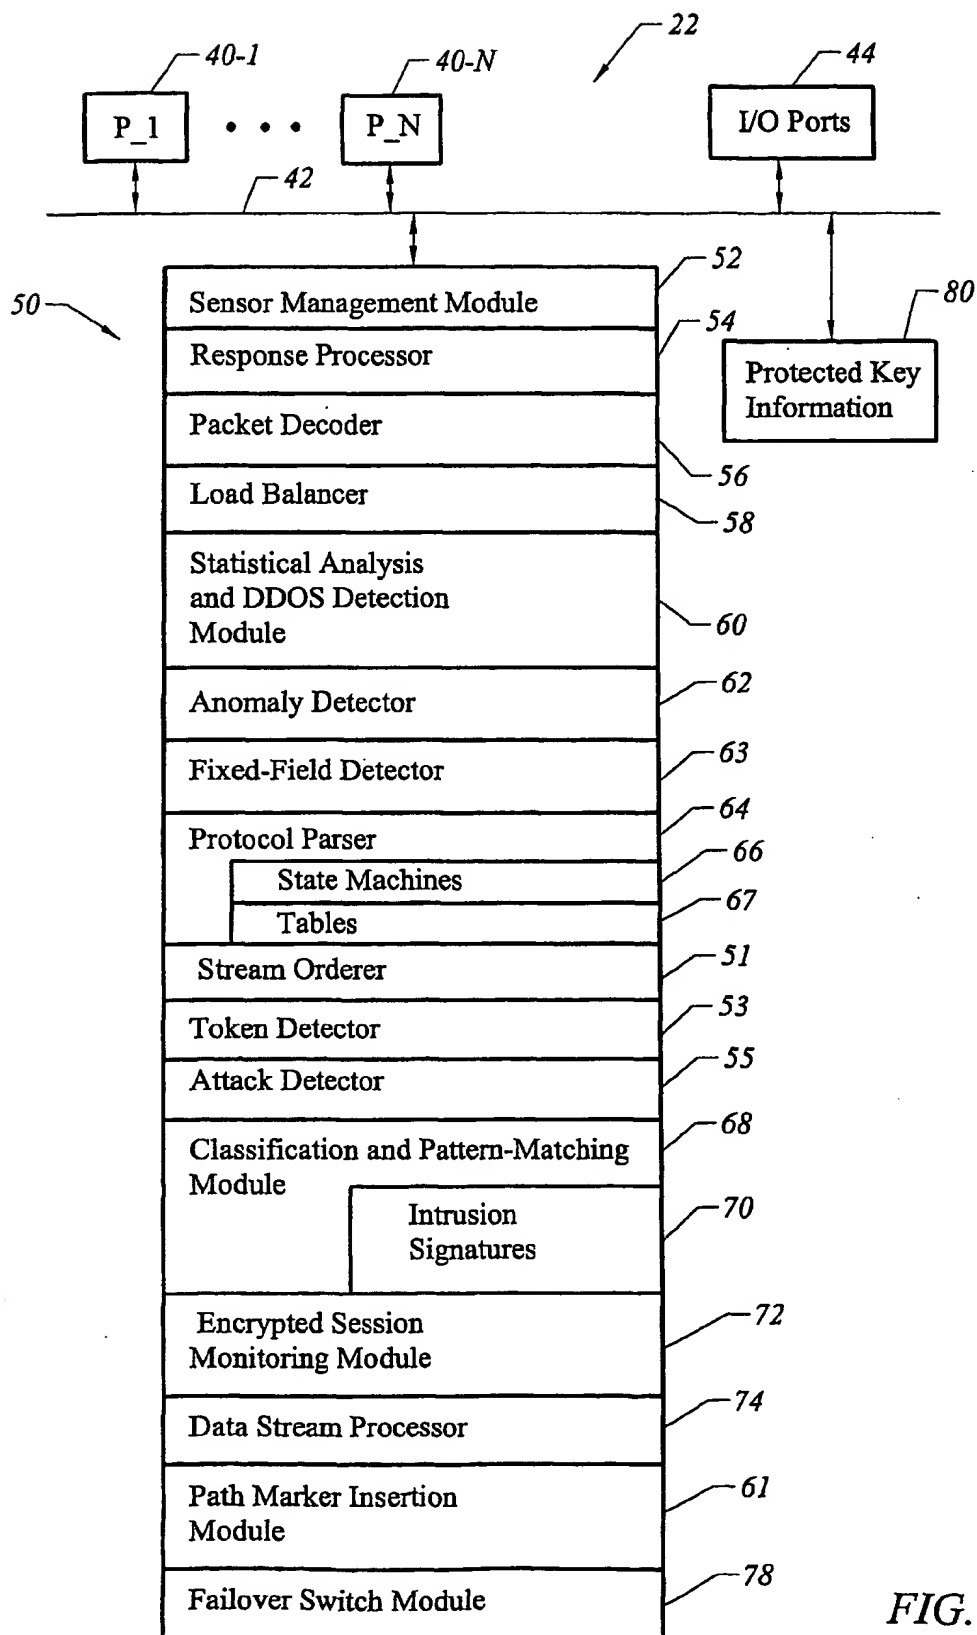 22
40-1
40-N
44
P_1
• • •
P_N
I/O Ports
42
50
52
Sensor Management Module
54
Response Processor
80
Protected Key
Information
Packet Decoder
56
Load Balancer
58
Statistical Analysis
and DDOS Detection
Module
60
Anomaly Detector
62
Fixed-Field Detector
63
Protocol Parser
64
State Machines
66
Tables
67
Stream Orderer
51
Token Detector
53
Attack Detector
55
Classification and Pattern-Matching
Module
68
Intrusion
Signatures
70
Encrypted Session
Monitoring Module
72
Data Stream Processor
74
Path Marker Insertion
Module
61
Failover Switch Module
78
FIG.